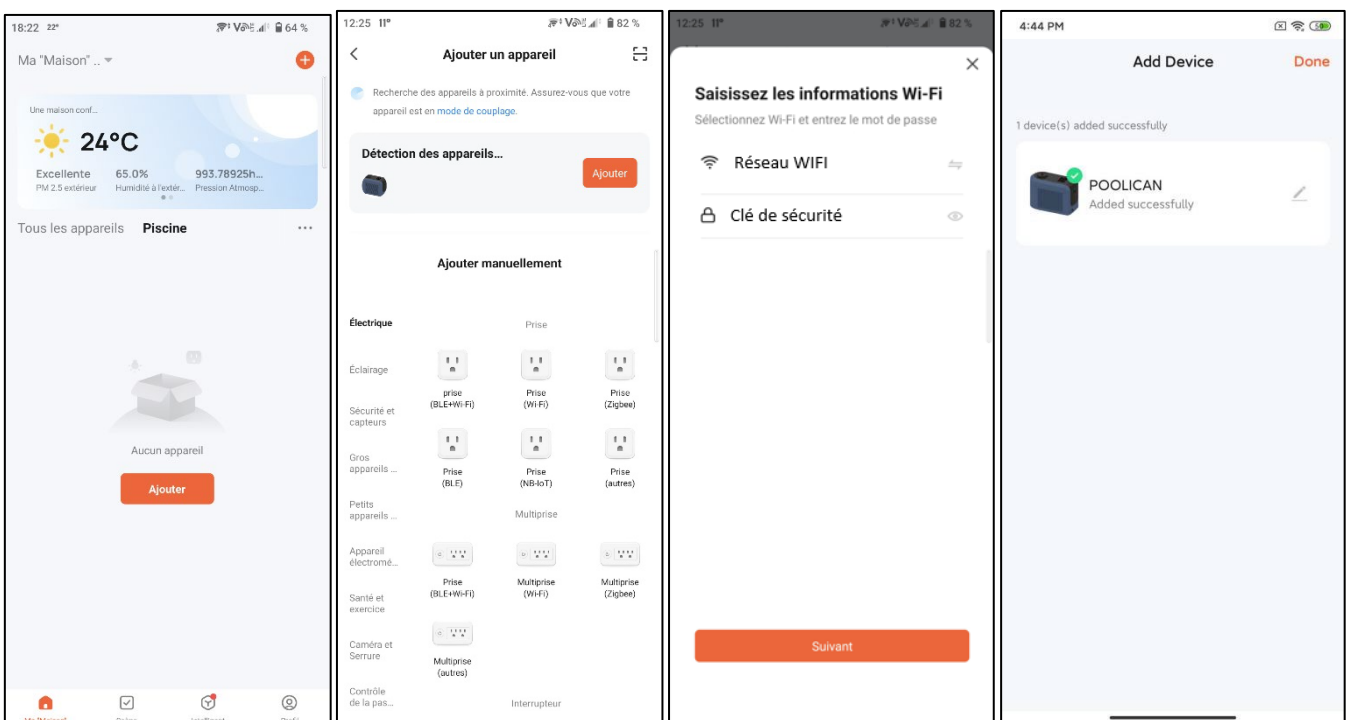 18:22 22°
64 %
Ma "Maison" ..
Une maison conf...
24°C
Excellente 65.0% 993.78925h...
PM 2.5 extérieur Humidité à l'extér... Pression Atmosp...
Tous les appareils Piscine
Aucun appareil
Ajouter
12:25 11°
82 %
Ajouter un appareil
Recherche des appareils à proximité. Assurez-vous que votre
appareil est en mode de couplage.
Détection des appareils...
Ajouter
Ajouter manuellement
Électrique
Prise
Éclairage
prise
(BLE+Wi-Fi)
Prise
(Wi-Fi)
Prise
(Zigbee)
Sécurité et
capteurs
Gros
appareils ...
Prise
(BLE)
Prise
(NB-IoT)
Prise
(autres)
Petits
appareils ...
Multiprise
Appareil
électromé...
Prise
(BLE+Wi-Fi)
Multiprise
(Wi-Fi)
Multiprise
(Zigbee)
Santé et
exercice
Caméra et
Serrure
Multiprise
(autres)
Contrôle
de la pas...
Interrupteur
12:25 11°
82 %
Saisissez les informations Wi-Fi
Sélectionnez Wi-Fi et entrez le mot de passe
Réseau WIFI
Clé de sécurité
Suivant
4:44 PM
Add Device
Done
1 device(s) added successfully
POOLICAN
Added successfully